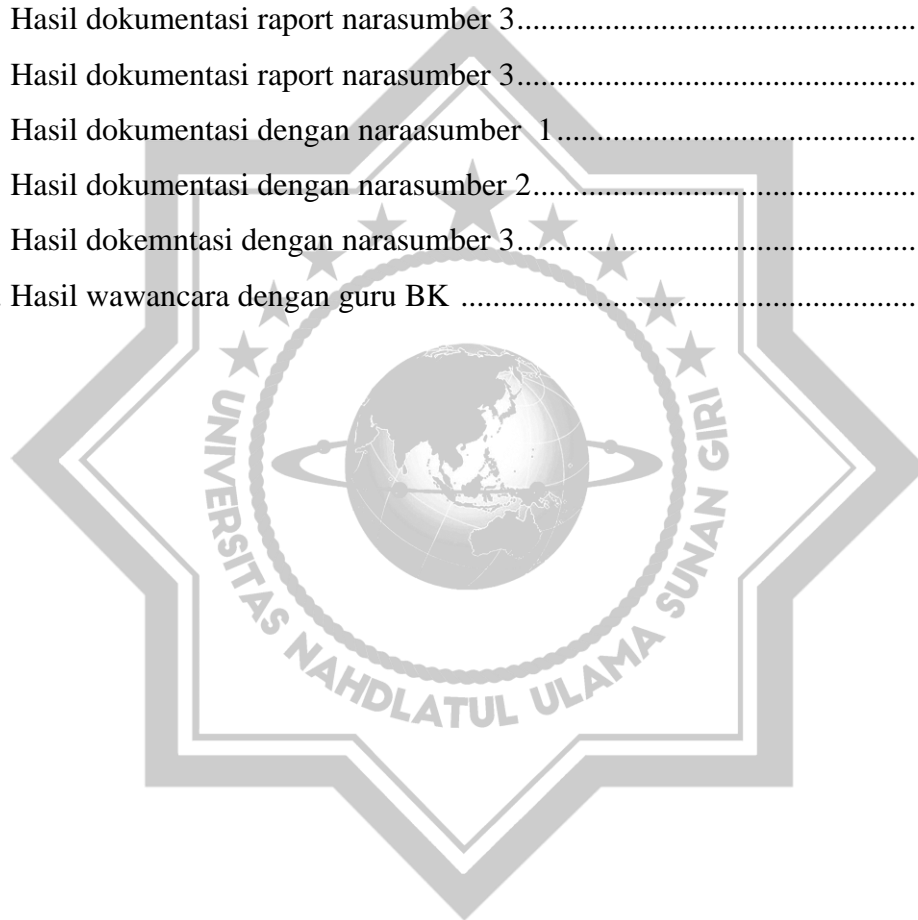 Hasil dokumentasi raport narasumber 3......................................................
Hasil dokumentasi raport narasumber 3......................................................
Hasil dokumentasi dengan naraasumber  1................................................
Hasil dokumentasi dengan narasumber 2...................................................
Hasil dokemntasi dengan narasumber 3.....................................................
. Hasil wawancara dengan guru BK ............................................................
UNIVERSITAS NAHDLATUL ULAMA SUNAN GIRI